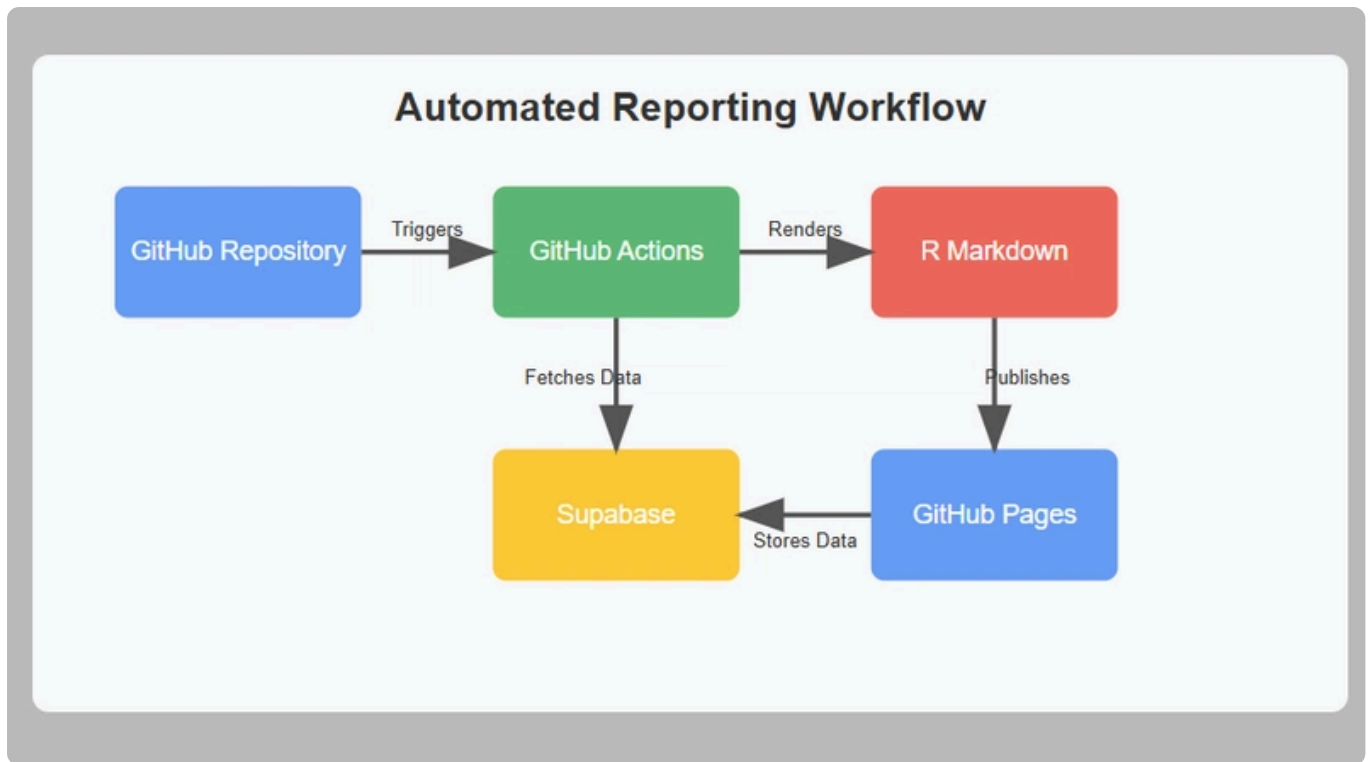 Automated Reporting Workflow
GitHub Repository
Triggers
GitHub Actions
Renders
R Markdown
Fetches Data
Publishes
Supabase
Stores Data
GitHub Pages